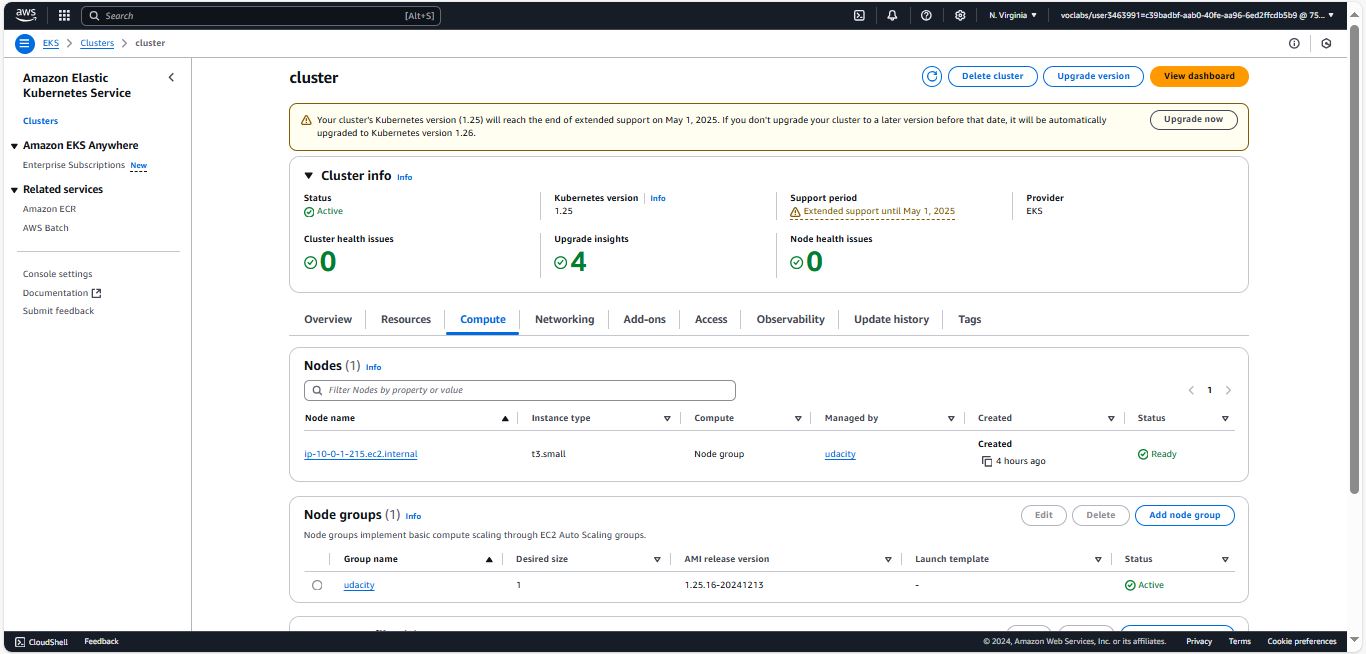 aws
Search [Alt+S]
N. Virginia
voclabs/user3463991=c39badbf-aab0-40fe-aa96-6ed2ffcdb5b9 @ 75...
EKS Clusters cluster
Amazon Elastic
Kubernetes Service
Clusters
Amazon EKS Anywhere
Enterprise Subscriptions New
Related services
Amazon ECR
AWS Batch
Console settings
Documentation
Submit feedback
cluster
Delete cluster
Upgrade version
View dashboard
Your cluster's Kubernetes version (1.25) will reach the end of extended support on May 1, 2025. If you don't upgrade your cluster to a later version before that date, it will be automatically
upgraded to Kubernetes version 1.26.
Upgrade now
Cluster info Info
Status
Active
Kubernetes version Info
1.25
Support period
Extended support until May 1, 2025
Provider
EKS
Cluster health issues
0
Upgrade insights
4
Node health issues
0
Overview Resources Compute Networking Add-ons Access Observability Update history Tags
Nodes (1) Info
Filter Nodes by property or value
1
Node name Instance type Compute Managed by Created Status
ip-10-0-1-215.ec2.internal t3.small Node group udacity
Created
4 hours ago
Ready
Node groups (1) Info
Edit Delete Add node group
Node groups implement basic compute scaling through EC2 Auto Scaling groups.
Group name Desired size AMI release version Launch template Status
udacity 1 1.25.16-20241213 - Active
CloudShell Feedback
© 2024, Amazon Web Services, Inc. or its affiliates. Privacy Terms Cookie preferences